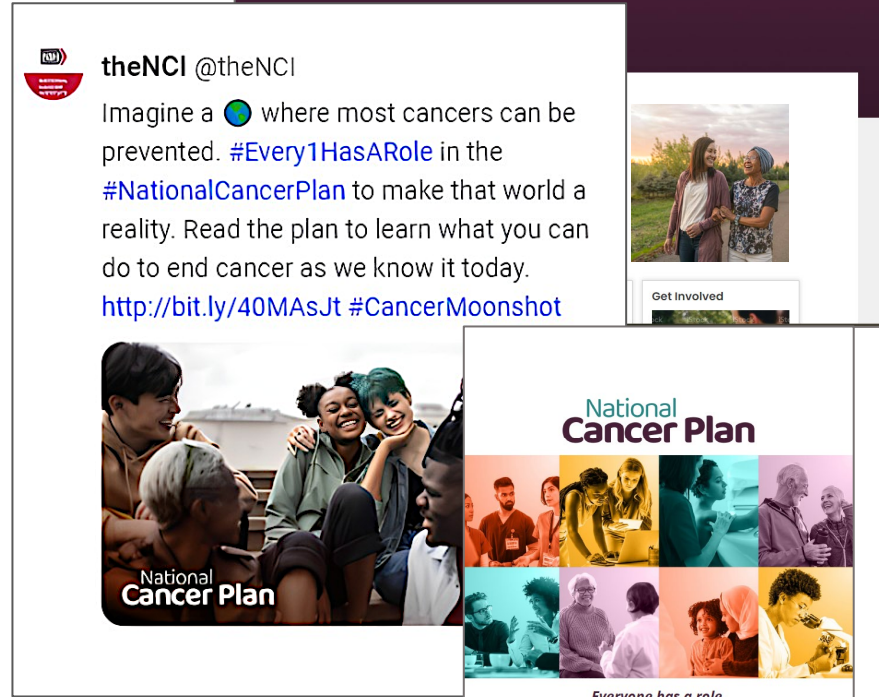 theNCI @theNCI
Imagine a 🌎 where most cancers can be
prevented. #Every1HasARole in the
#NationalCancerPlan to make that world a
reality. Read the plan to learn what you can
do to end cancer as we know it today.
http://bit.ly/40MAsJt #CancerMoonshot
National
Cancer Plan
Get Involved
National
Cancer Plan
Everyone has a role